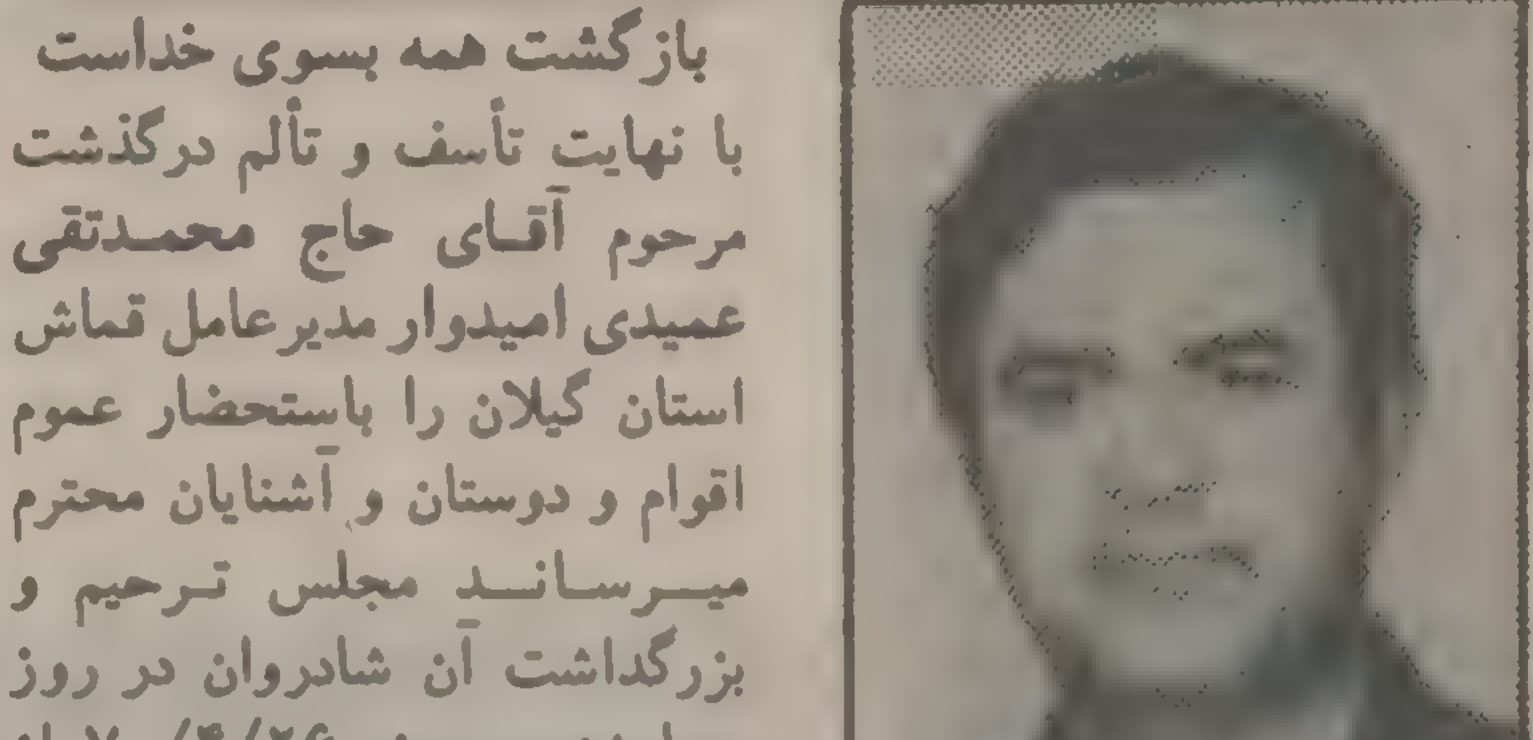 بازگشت همه بسوی خداست
با نهایت تأسف و تألم درگذشت
مرحوم آقای حاج محمدتقی
عمیدی امیدوار مدیرعامل قماش
استان گیلان را باستحضار عموم
اقوام و دوستان و آشنایان محترم
میرساند مجلس ترحیم و
بزرگداشت آن شادروان در روز